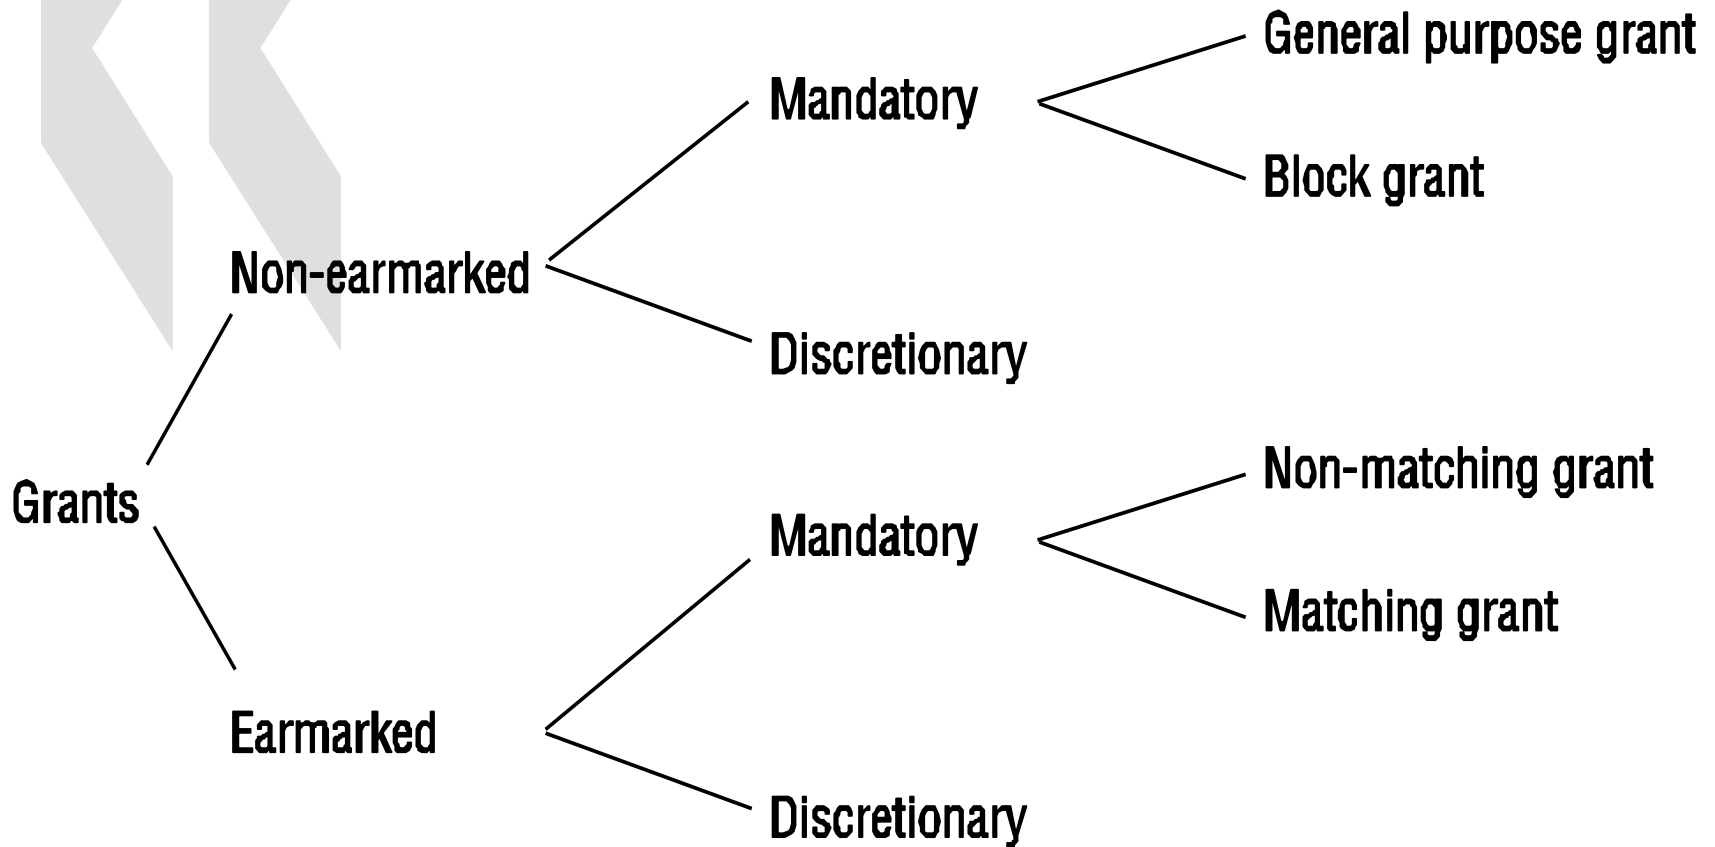 General purpose grant
Mandatory
Block grant
Non-earmarked
Discretionary
Non-matching grant
Grants
Mandatory
Matching grant
Earmarked
Discretionary